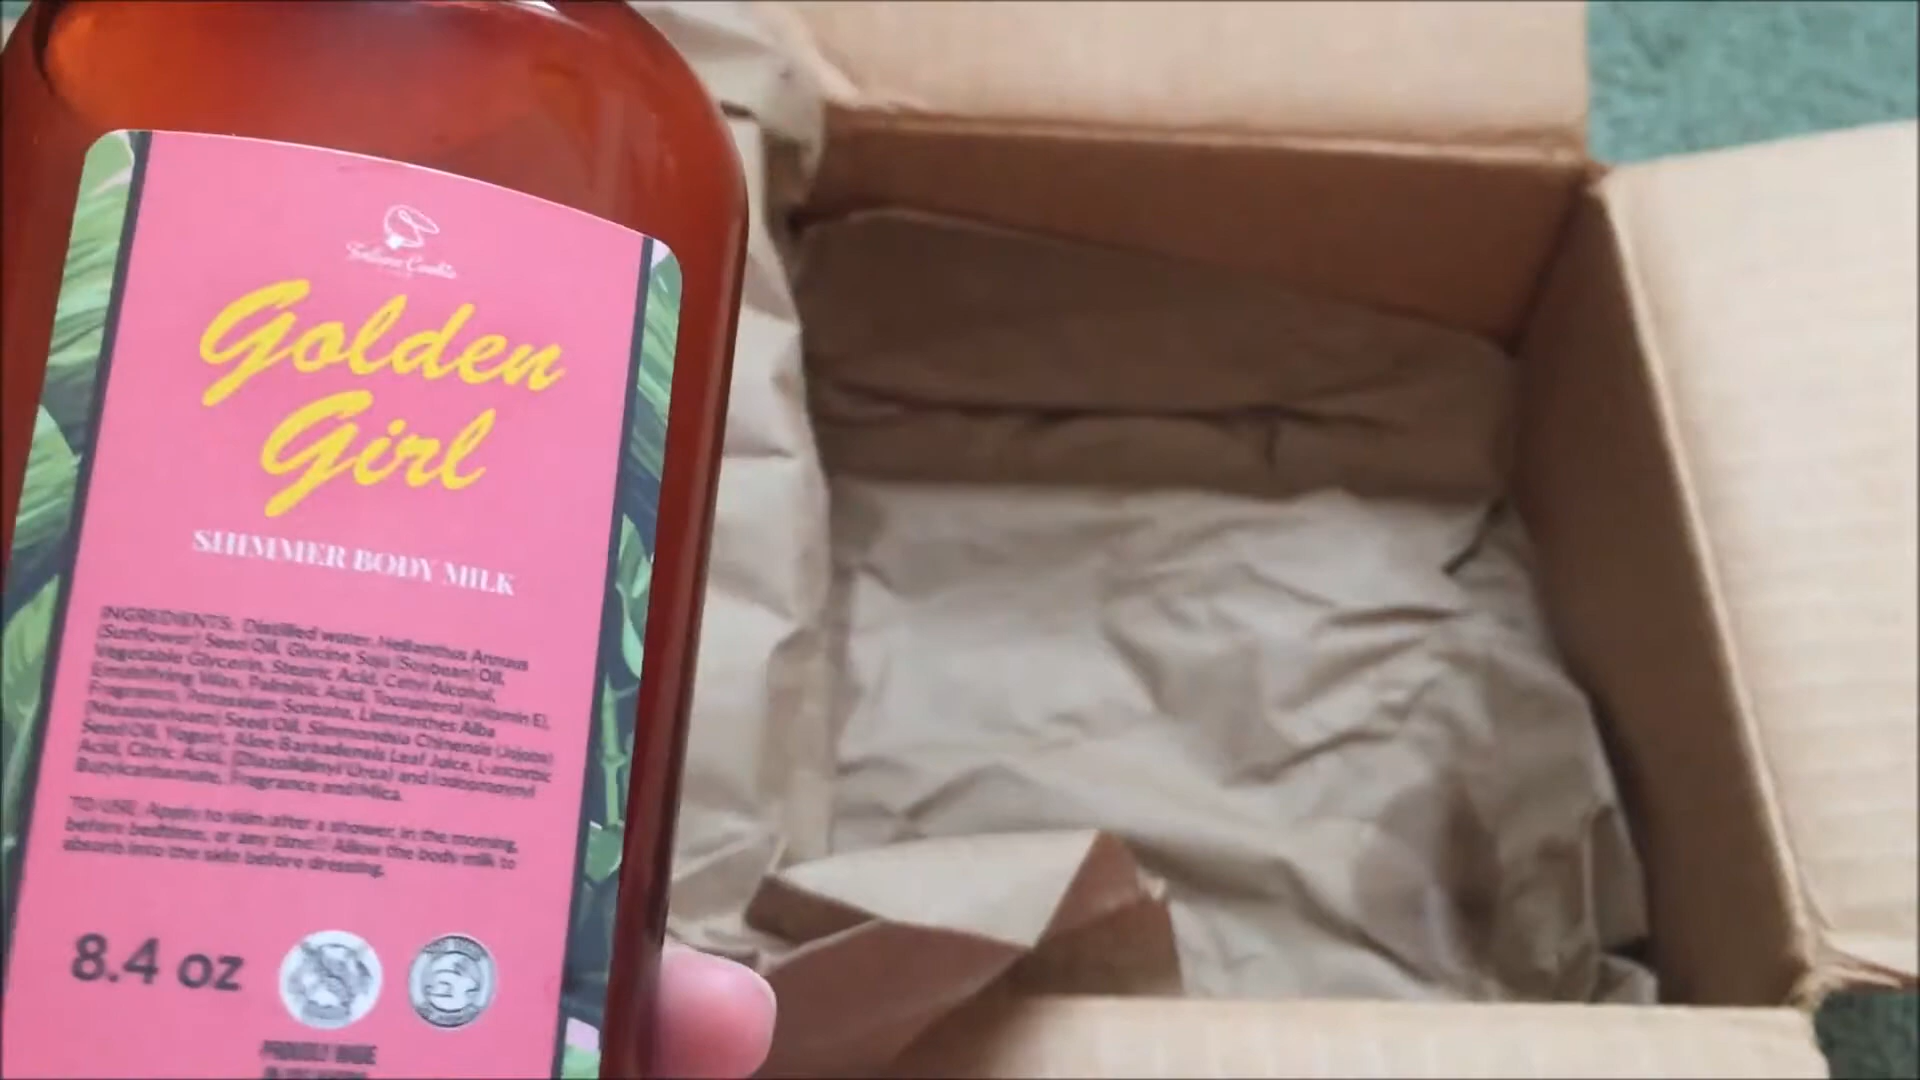 Fortune Cookie
Golden
Girl
SHIMMER BODY MILK
INGREDIENTS: Distilled water, Helianthus Annuus
(Sunflower) Seed Oil, Glycine Soja (Soybean) Oil,
Vegetable Glycerin, Stearic Acid, Cetyl Alcohol,
Emulsifying Wax, Palmitic Acid, Tocopherol (vitamin E),
Fragrance, Potassium Sorbate, Limnanthes Alba
(Meadowfoam) Seed Oil, Simmondsia Chinensis (Jojoba)
Seed Oil, Yogurt, Aloe Barbadensis Leaf Juice, L-ascorbic
Acid, Citric Acid, (Diazolidinyl Urea) and Iodopropynyl
Butylcarbamate, Fragrance and Mica.
TO USE: Apply to skin after a shower, in the morning,
before bedtime, or any time!! Allow the body milk to
absorb into the skin before dressing.
8.4 oz
PROUDLY MADE